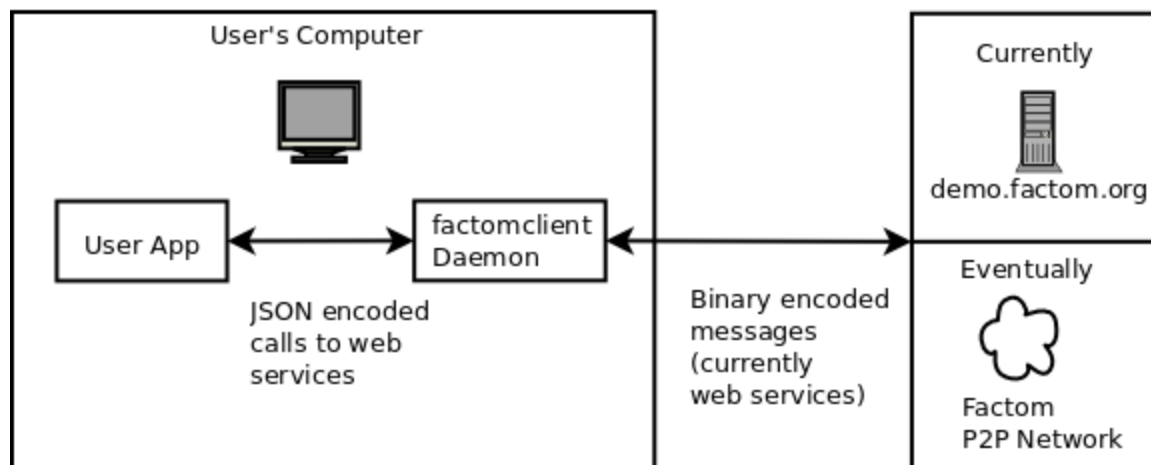 User's Computer
User App
factomclient
Daemon
JSON encoded
calls to web
services
Binary encoded
messages
(currently
web services)
Currently
demo.factom.org
Eventually
Factom
P2P Network